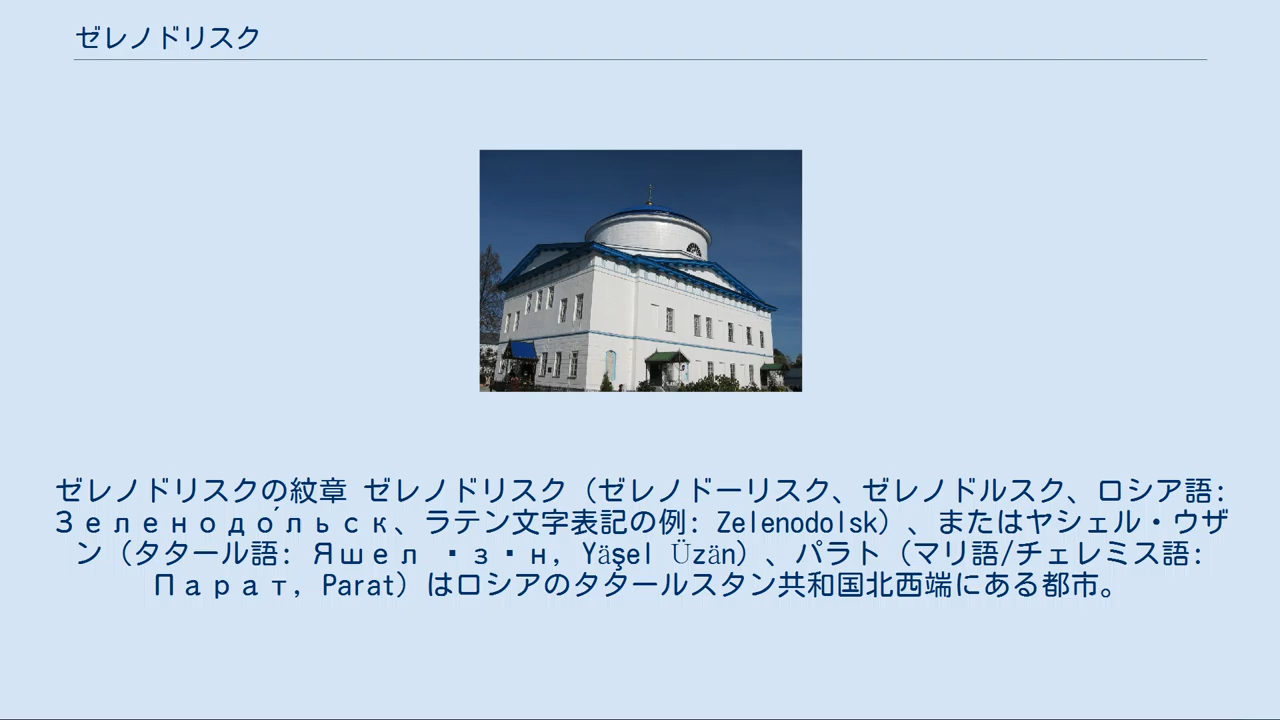 ゼレノドリスク
ゼレノドリスクの紋章 ゼレノドリスク（ゼレノドーリスク、ゼレノドルスク、ロシア語:
Зеленодо́льск、ラテン文字表記の例: Zelenodolsk）、またはヤシェル・ウザ
ン（タタール語: Яшел ▪з▪н, Yäşel Üzän）、パラト（マリ語/チェレミス語:
Парат, Parat）はロシアのタタールスタン共和国北西端にある都市。